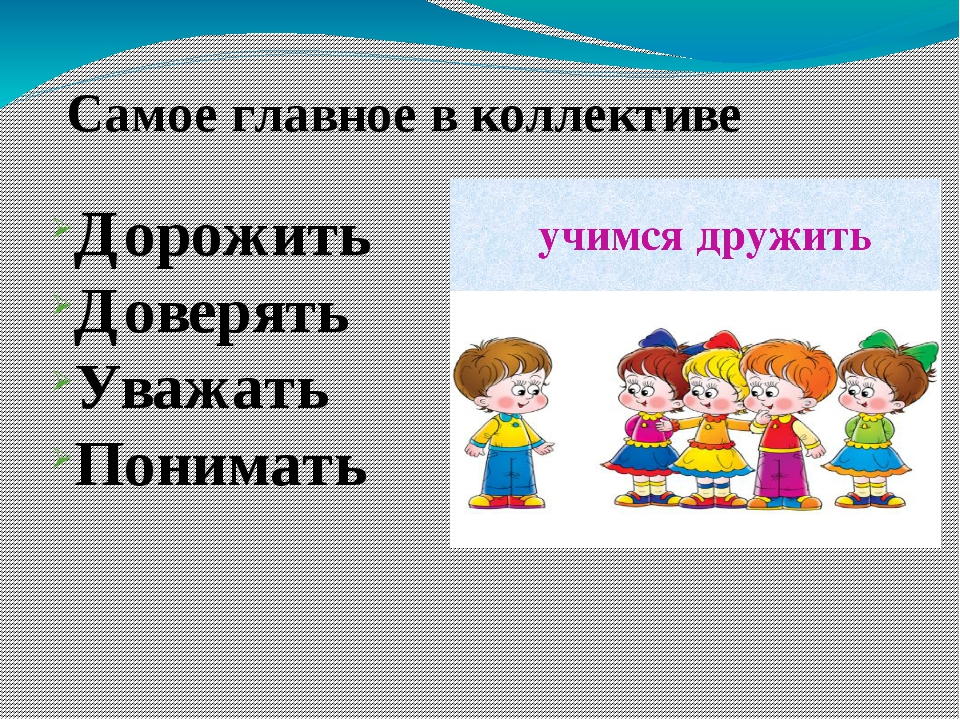 Самое главное в коллективе
Дорожить
Доверять
Уважать
Понимать
учимся дружить